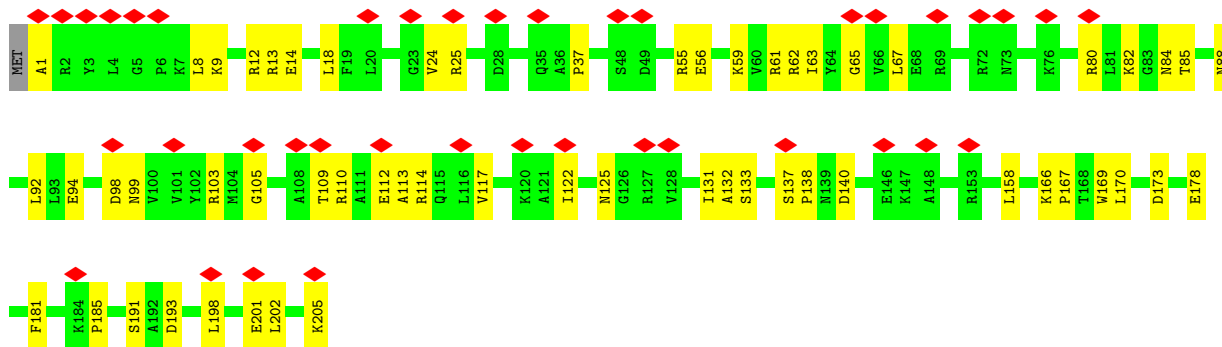 MET A1 R2 Y3 L4 G5 P6 K7 L8 K9 R12 R13 E14 L18 F19 L20 G23 V24 R25 D28 Q35 A36 P37 S48 D49 R55 E56 K59 V60 R61 R62 I63 Y64 G65 V66 L67 E68 R69 R72 N73 K76 R80 L81 K82 G83 N84 T85
L92 L93 E94 D98 N99 V100 V101 Y102 R103 M104 G105 A108 T109 R110 A111 E112 A113 R114 Q115 L116 V117 K120 A121 I122 N125 G126 R127 V128 I131 A132 S133 S137 P138 N139 D140 E146 K147 A148 R153 L158 K166 P167 T168 W169 L170 D173 E178
F181 K184 P185 S191 A192 D193 L198 E201 L202 K205